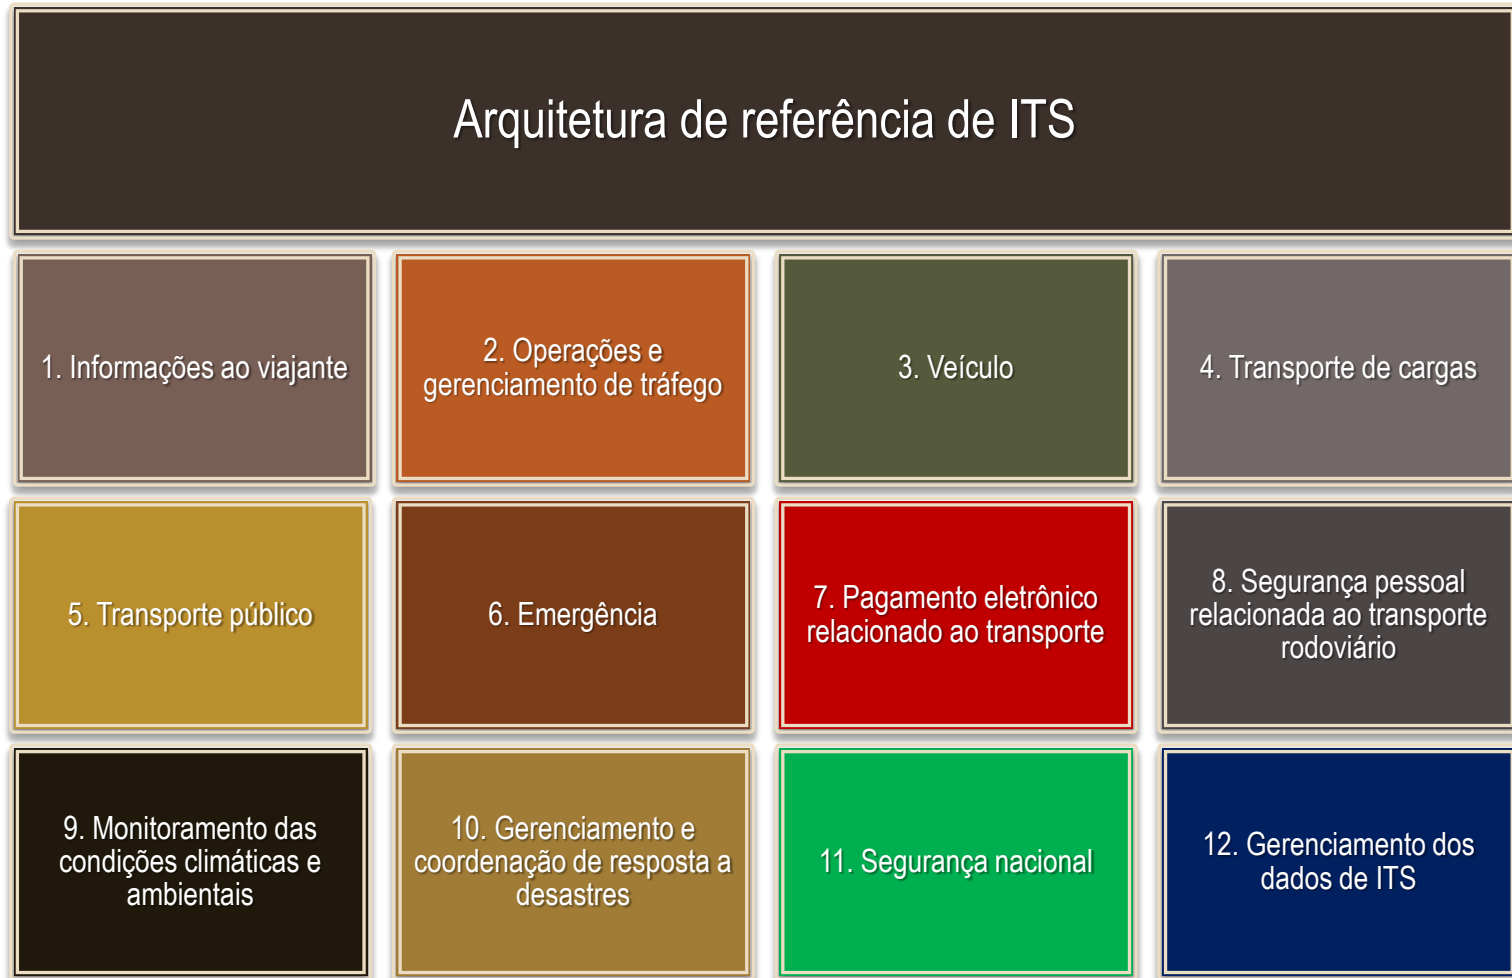 Arquitetura de referência de ITS
1. Informações ao viajante
2. Operações e
gerenciamento de tráfego
3. Veículo
4. Transporte de cargas
5. Transporte público
6. Emergência
7. Pagamento eletrônico
relacionado ao transporte
8. Segurança pessoal
relacionada ao transporte
rodoviário
9. Monitoramento das
condições climáticas e
ambientais
10. Gerenciamento e
coordenação de resposta a
desastres
11. Segurança nacional
12. Gerenciamento dos
dados de ITS